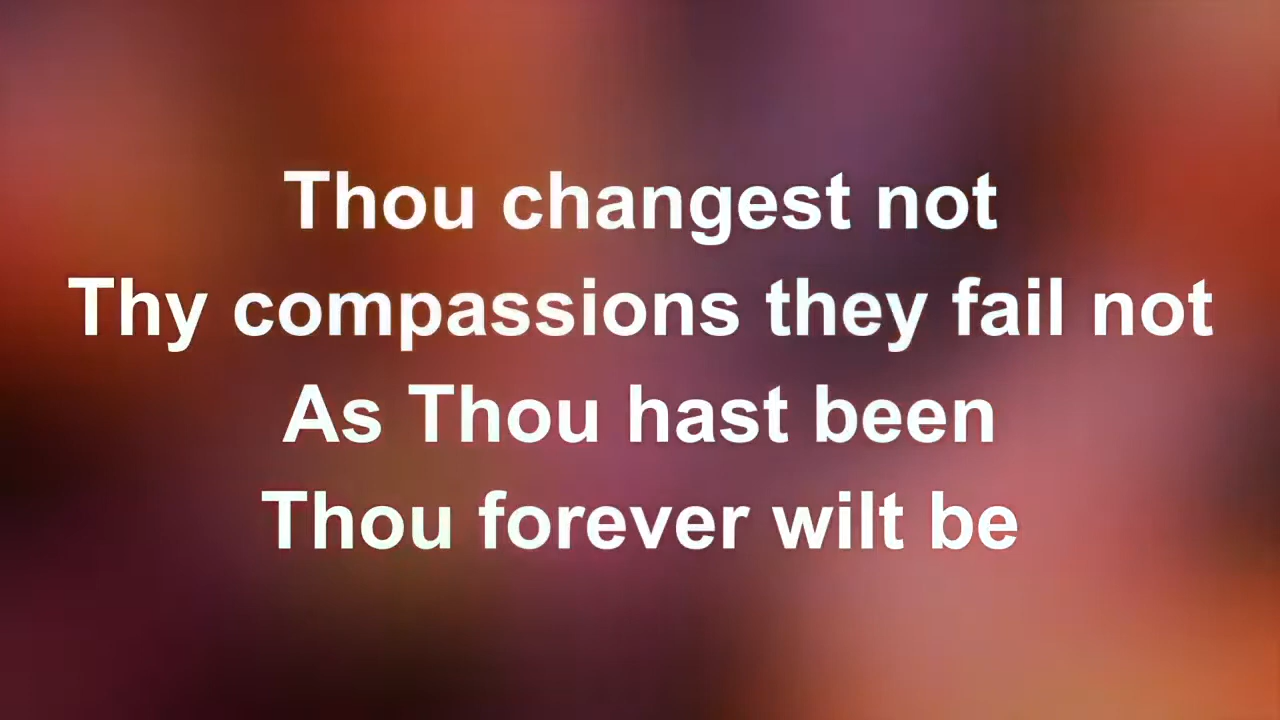 Thou changest not
Thy compassions they fail not
As Thou hast been
Thou forever wilt be